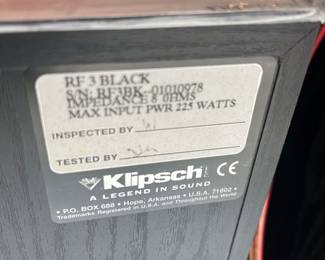 RF 3 BLACK
S/N: RF3BK-01010978
IMPEDANCE 8 OHMS
MAX INPUT PWR 225 WATTS
INSPECTED BY
TESTED BY
Klipsch CE
A LEGEND IN SOUND
• P.O. BOX 688 • Hope, Arkansas • U.S.A. 71802 •
Trademarks Registered in U.S.A. and Throughout the World